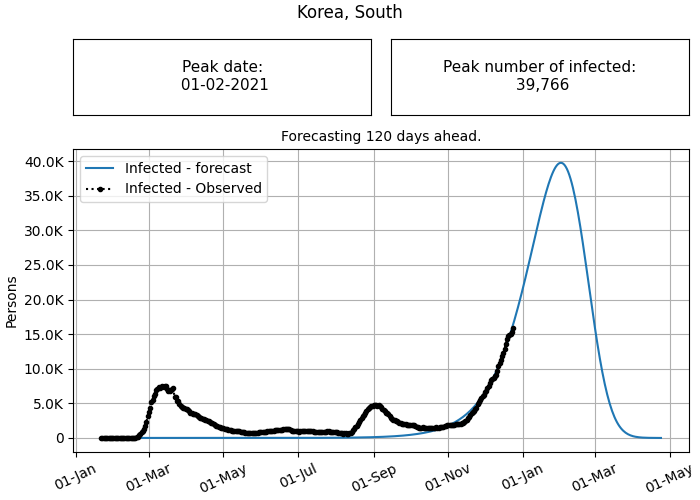 Korea, South
Peak date:
01-02-2021
Peak number of infected:
39,766
Forecasting 120 days ahead.
Infected - forecast
Infected - Observed
40.0K
35.0K
30.0K
25.0K
20.0K
15.0K
10.0K
5.0K
0
Persons
01-Jan
01-Mar
01-May
01-Jul
01-Sep
01-Nov
01-Jan
01-Mar
01-May